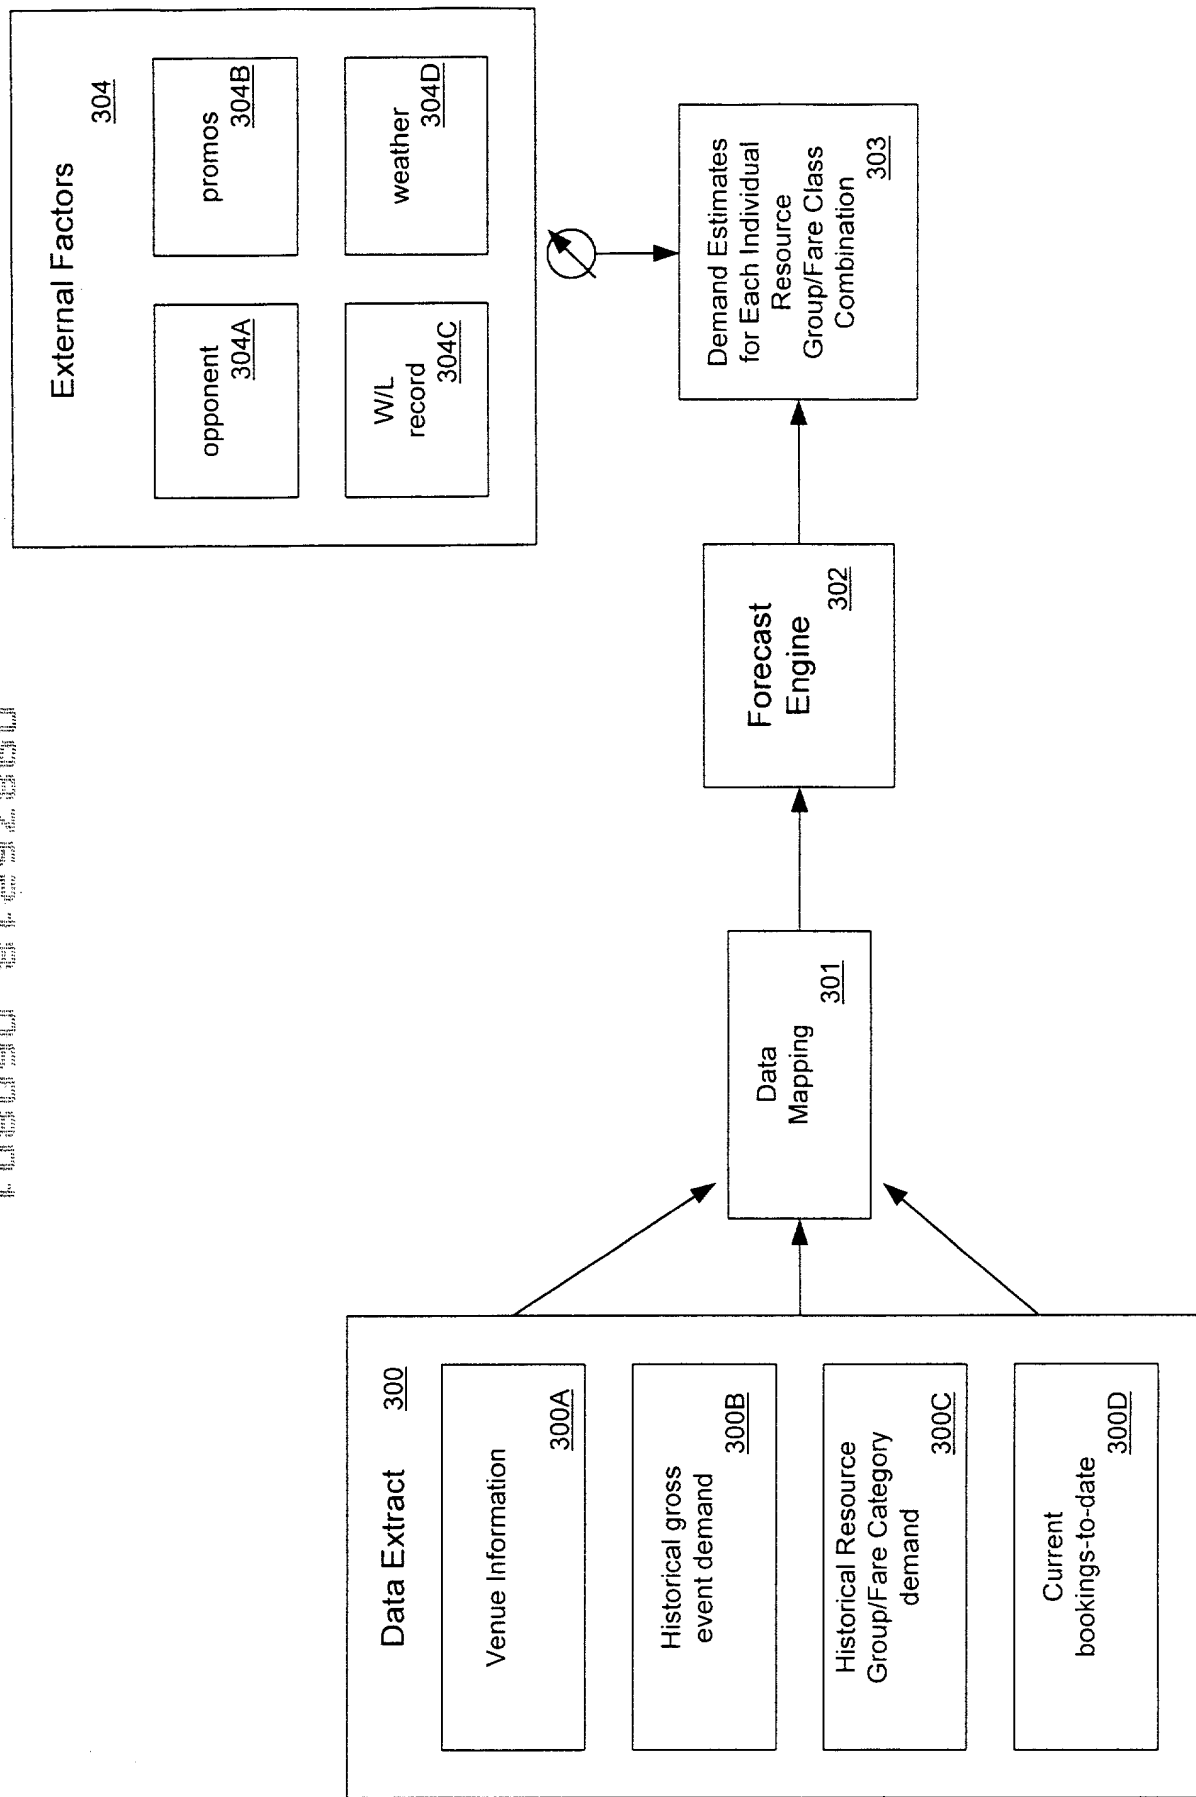 Data Extract 300
Venue Information
300A
Historical gross
event demand
300B
Historical Resource
Group/Fare Category
demand
300C
Current
bookings-to-date
300D
Data
Mapping
301
Forecast
Engine
302
Demand Estimates
for Each Individual
Resource
Group/Fare Class
Combination
303
External Factors
304
opponent
304A
promos
304B
W/L
record
304C
weather
304D